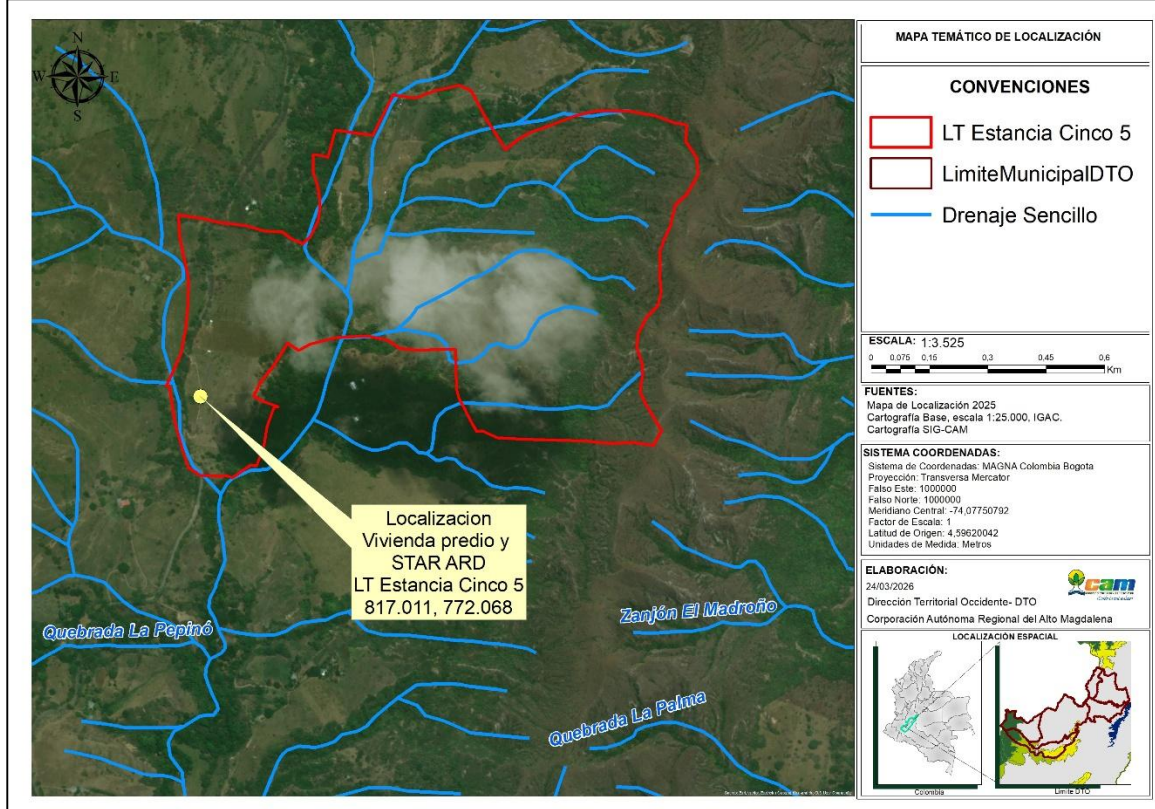 N
W E
S
Localizacion
Vivienda predio y
STAR ARD
LT Estancia Cinco 5
817.011, 772.068
Quebrada La Pepinó
Zanjón El Madroño
Quebrada La Palma
MAPA TEMÁTICO DE LOCALIZACIÓN
CONVENCIONES
LT Estancia Cinco 5
LimiteMunicipalDTO
Drenaje Sencillo
ESCALA: 1:3.525
0 0,075 0,15 0,3 0,45 0,6
Km
FUENTES:
Mapa de Localización 2025
Cartografía Base, escala 1:25.000, IGAC.
Cartografía SIG-CAM
SISTEMA COORDENADAS:
Sistema de Coordenadas: MAGNA Colombia Bogota
Proyección: Transversa Mercator
Falso Este: 1000000
Falso Norte: 1000000
Meridiano Central: -74,07750792
Factor de Escala: 1
Latitud de Origen: 4,59620042
Unidades de Medida: Metros
ELABORACIÓN:
24/03/2026
cam
Dirección Territorial Occidente- DTO
Corporación Autónoma Regional del Alto Magdalena
LOCALIZACIÓN ESPACIAL
Colombia
Limite DTO